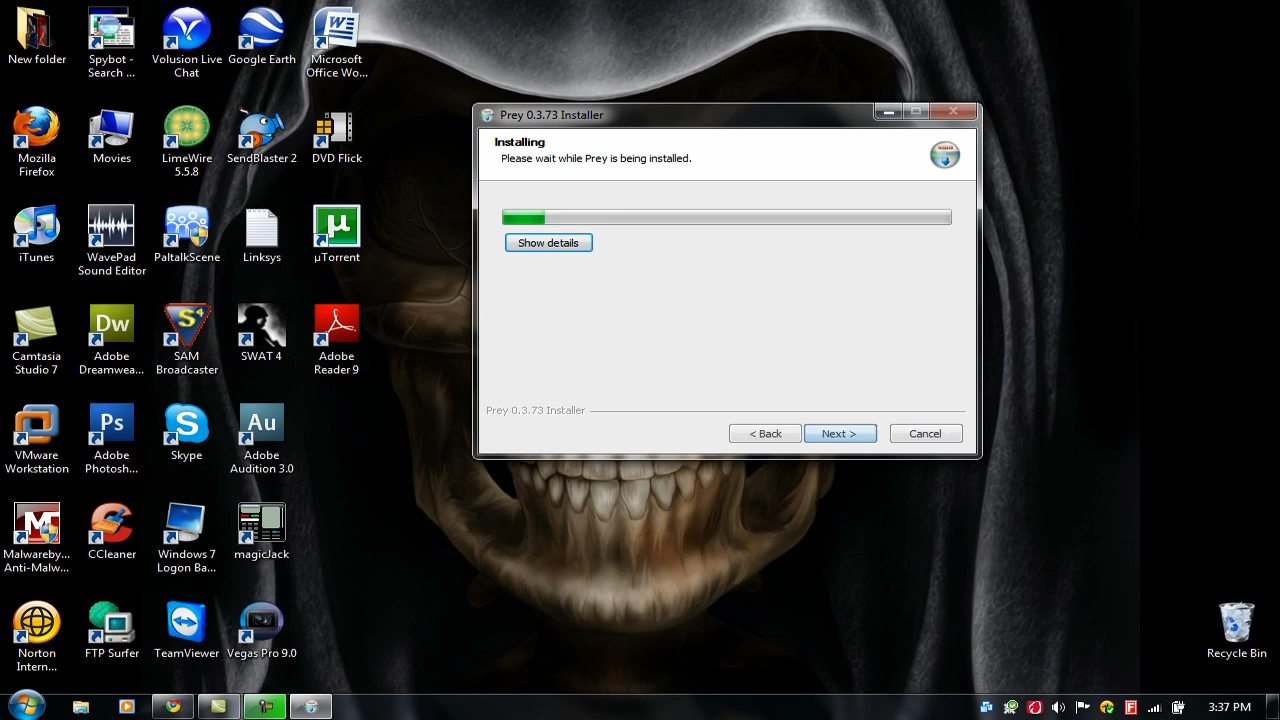 New folder
Spybot -
Search ...
Volusion Live
Chat
Google Earth
Microsoft
Office Wo...
Mozilla
Firefox
Movies
LimeWire
5.5.8
SendBlaster 2
DVD Flick
iTunes
WavePad
Sound Editor
PaltalkScene
Linksys
µ
µTorrent
Camtasia
Studio 7
Dw
Adobe
Dreamwea...
S4
SAM
Broadcaster
SWAT 4
Adobe
Reader 9
VMware
Workstation
Ps
Adobe
Photosh...
S
Skype
Au
Adobe
Audition 3.0
M
Malwareby...
Anti-Malw...
CCleaner
Windows 7
Logon Ba...
magicJack
Norton
Intern...
FTP Surfer
TeamViewer
Vegas Pro 9.0
Prey 0.3.73 Installer
Installing
Please wait while Prey is being installed.
Show details
Prey 0.3.73 Installer
< Back
Next >
Cancel
Recycle Bin
3:37 PM